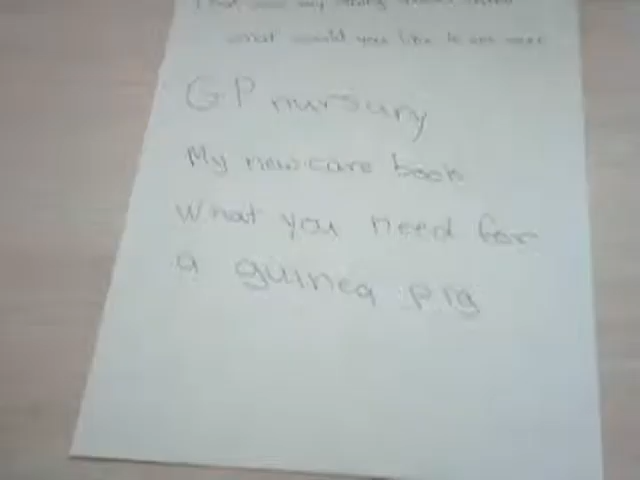 what would you like to see next
GP nursury
My new care book
What you need for
a guinea pig